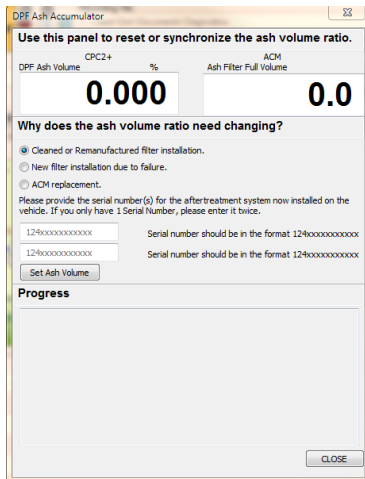 DPF Ash Accumulator
Use this panel to reset or synchronize the ash volume ratio.
CPC2+ ACM
DPF Ash Volume % Ash Filter Full Volume
0.000 0.0
Why does the ash volume ratio need changing?
Cleaned or Remanufactured filter installation.
New filter installation due to failure.
ACM replacement.
Please provide the serial number(s) for the aftertreatment system now installed on the
vehicle. If you only have 1 Serial Number, please enter it twice.
124xxxxxxxxxxx Serial number should be in the format 124xxxxxxxxxxx
124xxxxxxxxxxx Serial number should be in the format 124xxxxxxxxxxx
Set Ash Volume
Progress
CLOSE